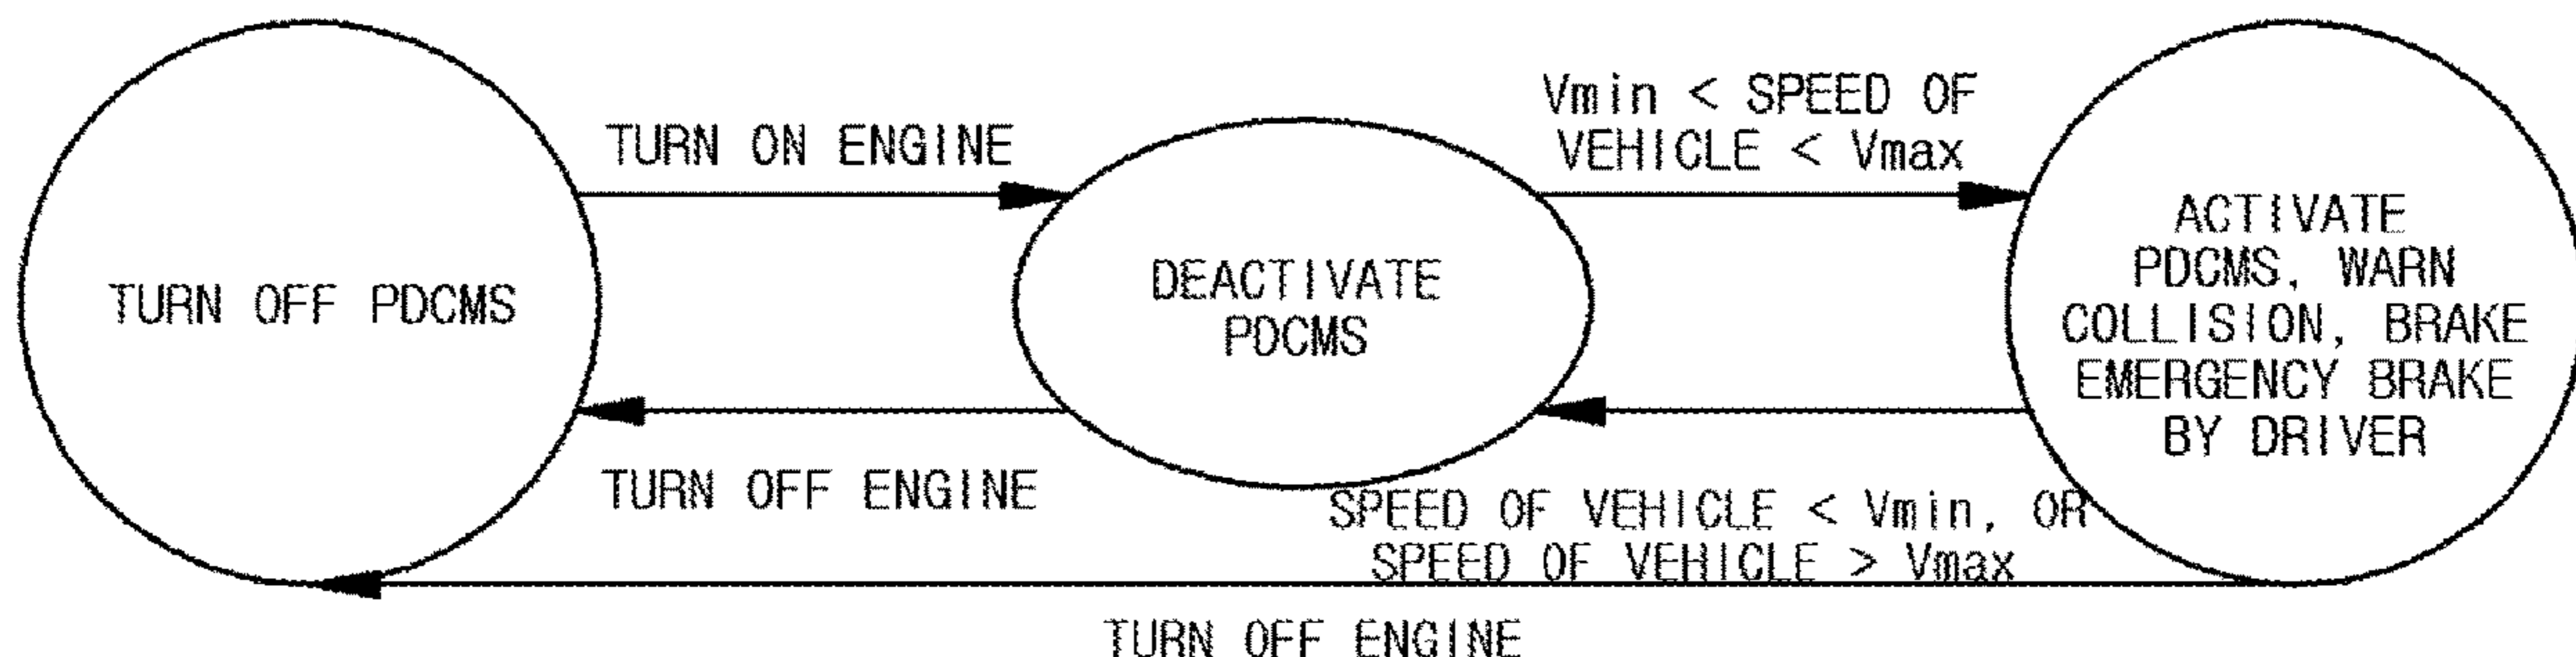 TURN OFF PDCMS
TURN ON ENGINE
TURN OFF ENGINE
DEACTIVATE
PDCMS
Vmin < SPEED OF
VEHICLE < Vmax
SPEED OF VEHICLE < Vmin, OR
SPEED OF VEHICLE > Vmax
ACTIVATE
PDCMS, WARN
COLLISION, BRAKE
EMERGENCY BRAKE
BY DRIVER
TURN OFF ENGINE